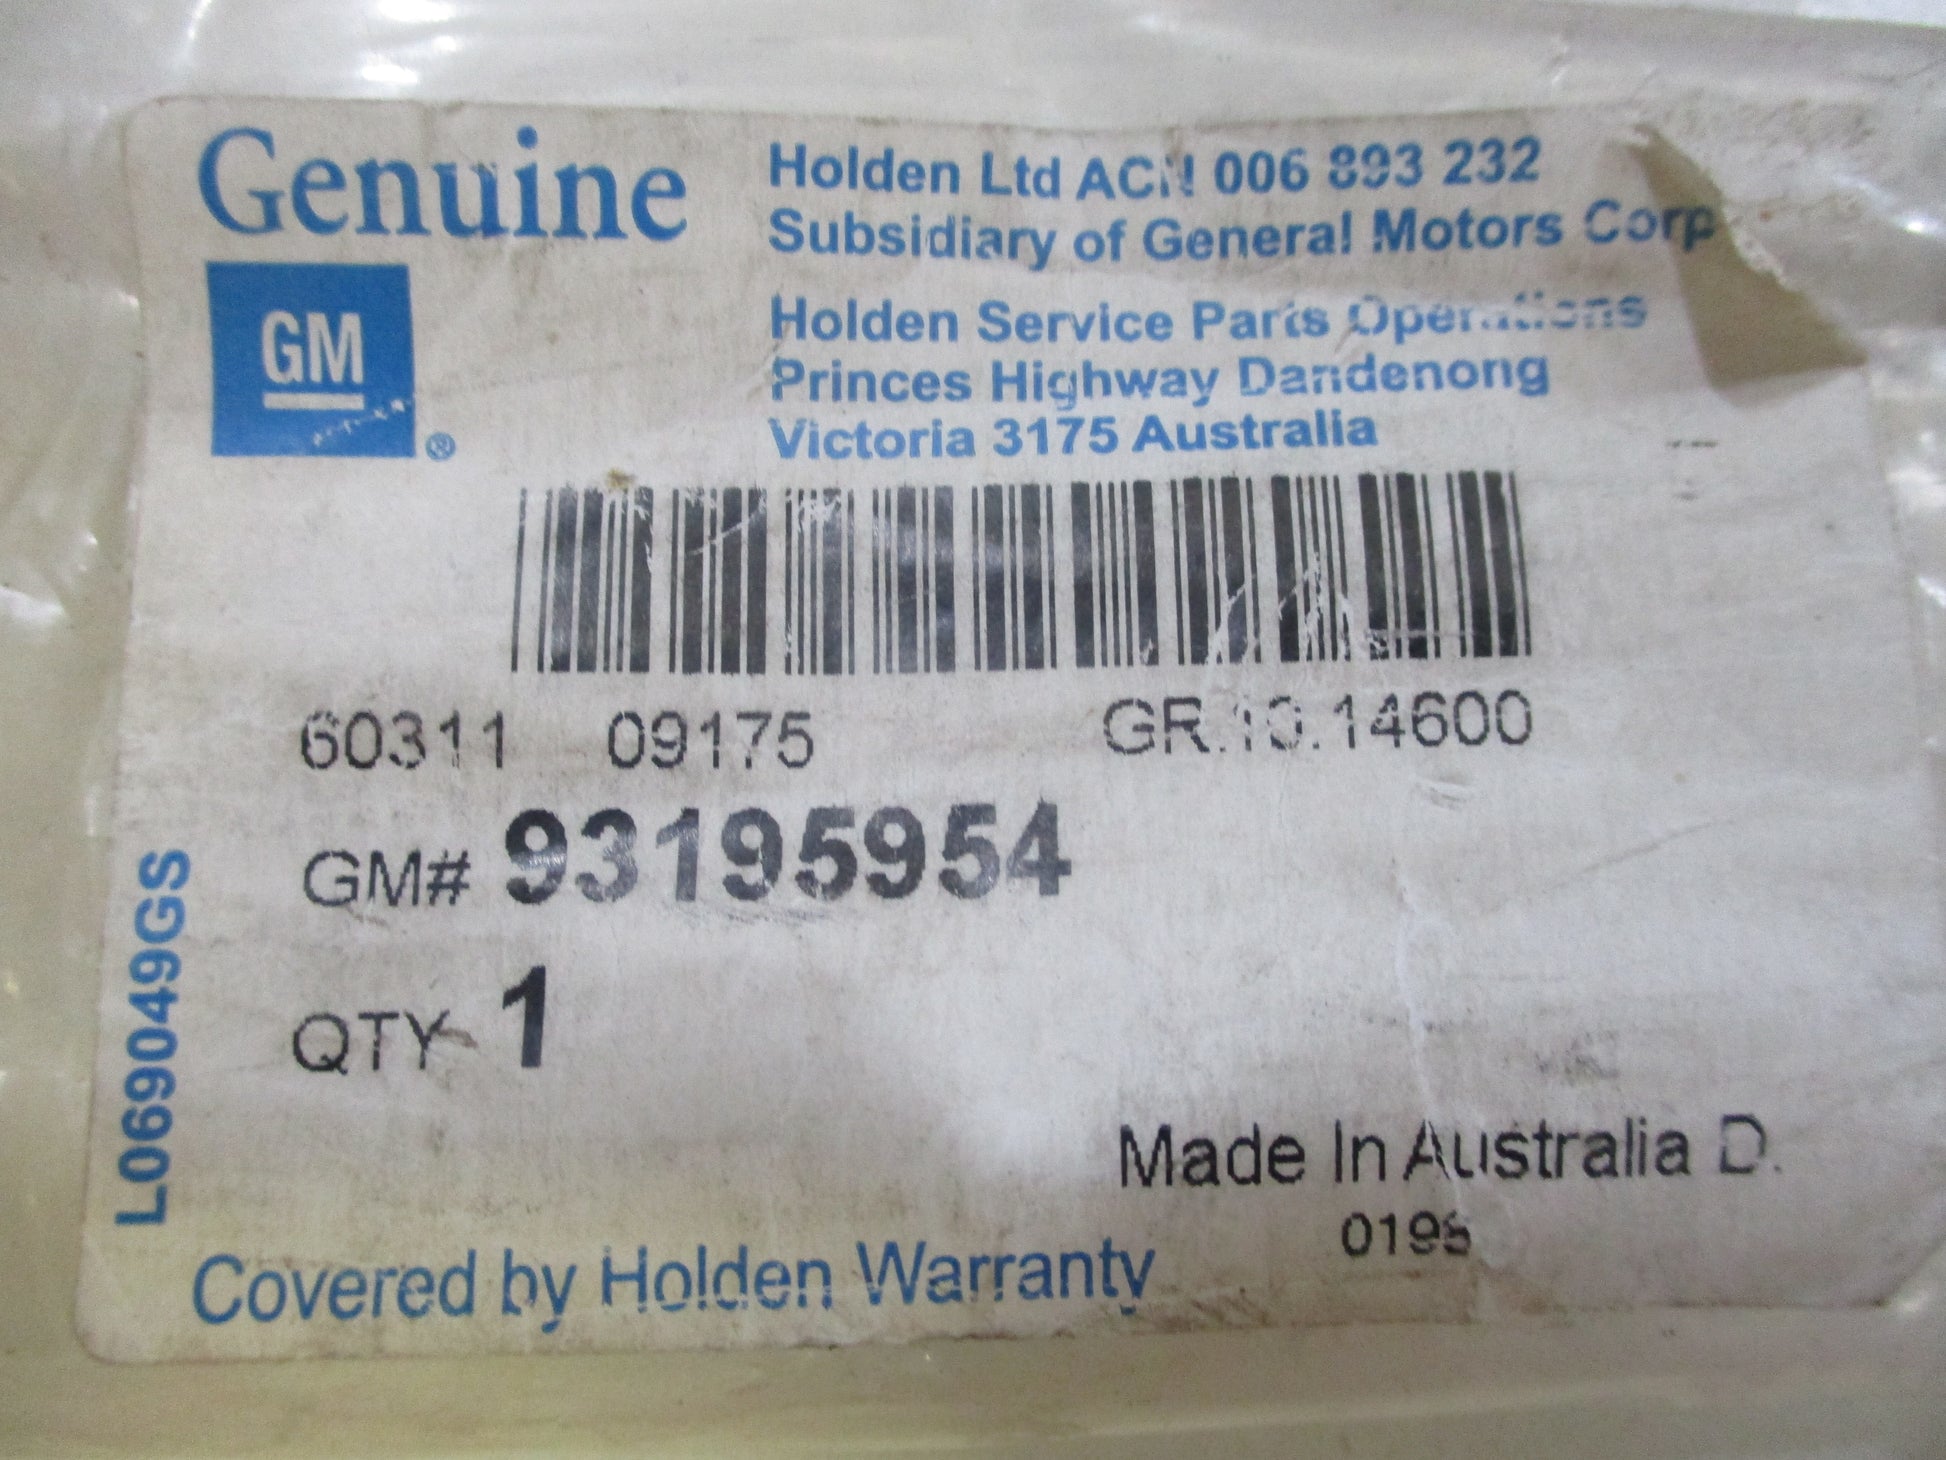 Genuine
GM
®
Holden Ltd ACN 006 893 232
Subsidiary of General Motors Corp
Holden Service Parts Operations
Princes Highway Dandenong
Victoria 3175 Australia
60311 09175 GR.10.14600
GM# 93195954
QTY 1
L069049GS
Made In Australia D.
Covered by Holden Warranty